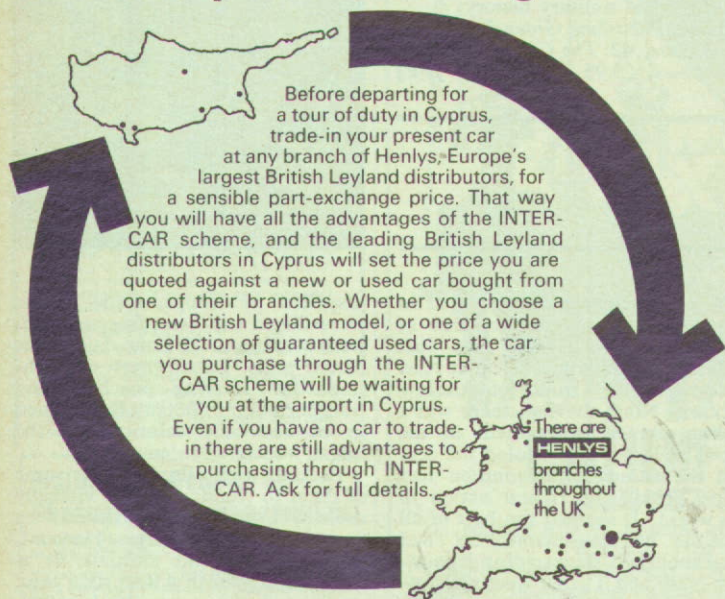 Before departing for
a tour of duty in Cyprus,
trade-in your present car
at any branch of Henlys, Europe's
largest British Leyland distributors, for
a sensible part-exchange price. That way
you will have all the advantages of the INTER-
CAR scheme, and the leading British Leyland
distributors in Cyprus will set the price you are
quoted against a new or used car bought from
one of their branches. Whether you choose a
new British Leyland model, or one of a wide
selection of guaranteed used cars, the car
you purchase through the INTER-
CAR scheme will be waiting for
you at the airport in Cyprus.
Even if you have no car to trade-
in there are still advantages to
purchasing through INTER-
CAR. Ask for full details.
There are
HENLYS
branches
throughout
the UK